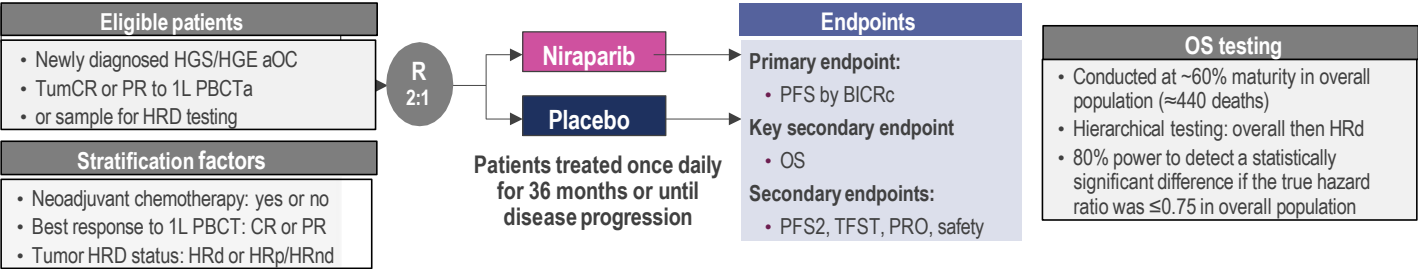 Eligible patients
• Newly diagnosed HGS/HGE aOC
• TumCR or PR to 1L PBCTa
• or sample for HRD testing
Stratification factors
• Neoadjuvant chemotherapy: yes or no
• Best response to 1L PBCT: CR or PR
• Tumor HRD status: HRd or HRp/HRnd
R
2:1
Niraparib
Placebo
Patients treated once daily
for 36 months or until
disease progression
Endpoints
Primary endpoint:
• PFS by BICRc
Key secondary endpoint
• OS
Secondary endpoints:
• PFS2, TFST, PRO, safety
OS testing
• Conducted at ~60% maturity in overall
population (≈440 deaths)
• Hierarchical testing: overall then HRd
• 80% power to detect a statistically
significant difference if the true hazard
ratio was ≤0.75 in overall population